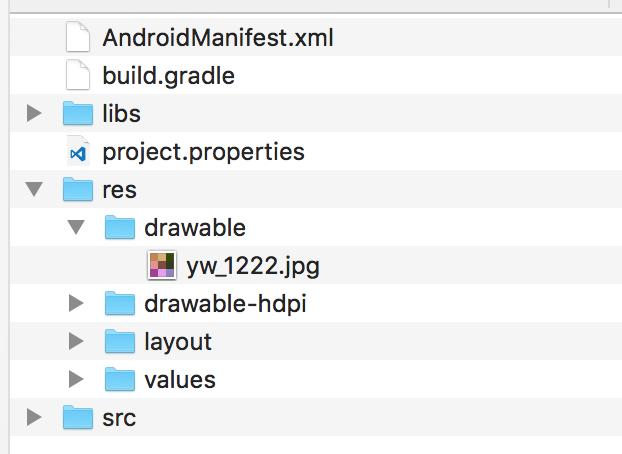 AndroidManifest.xml
build.gradle
libs
project.properties
res
drawable
yw_1222.jpg
drawable-hdpi
layout
values
src